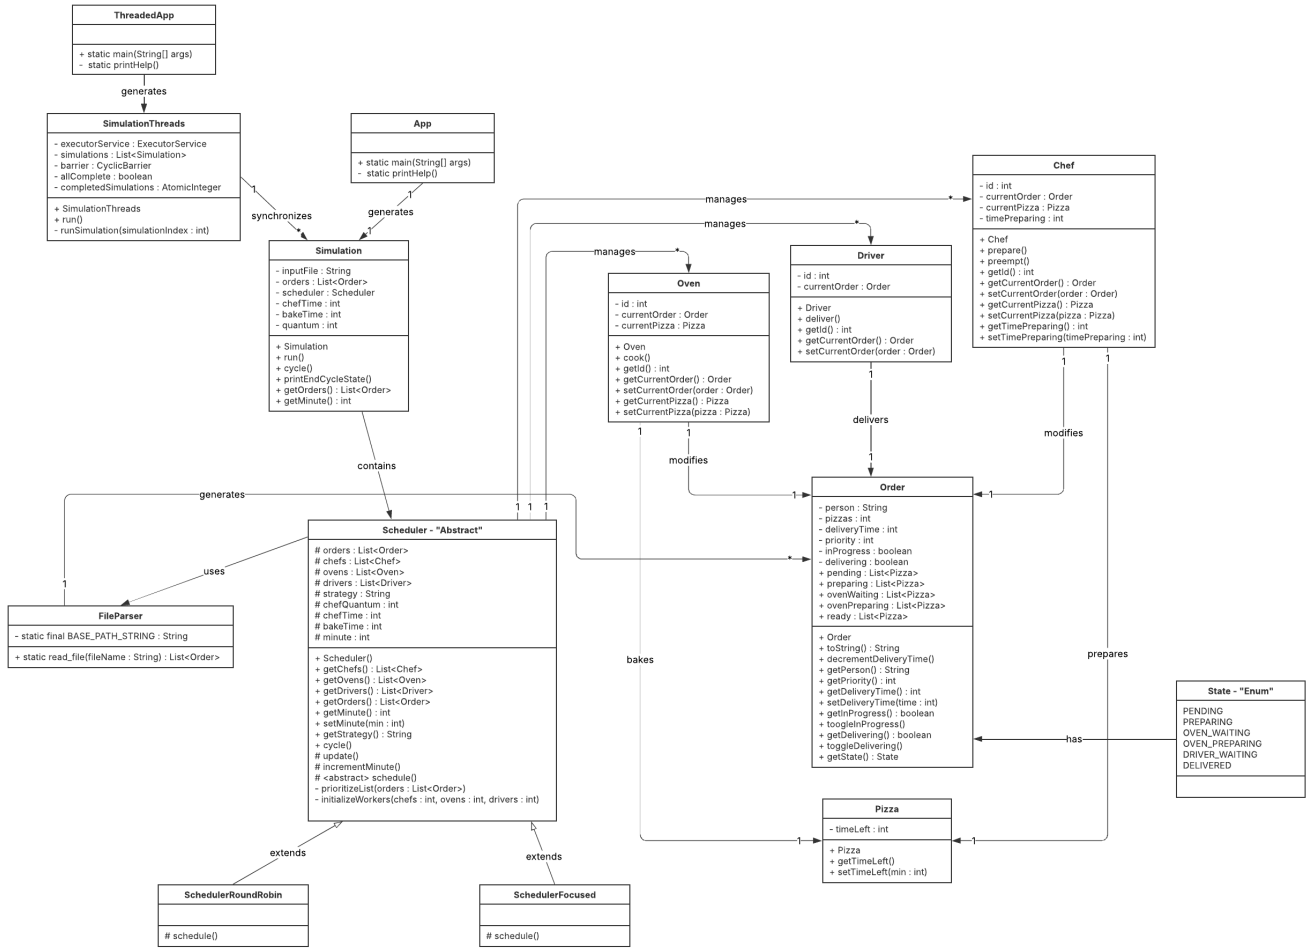 ThreadedApp
+ static main(String[] args)
- static printHelp()
generates
SimulationThreads
- executorService : ExecutorService
- simulations : List<Simulation>
- barrier : CyclicBarrier
- allComplete : boolean
- completedSimulations : AtomicInteger
+ SimulationThreads
+ run()
- runSimulation(simulationIndex : int)
1
synchronizes
*
App
+ static main(String[] args)
- static printHelp()
1
generates
1
Simulation
- inputFile : String
- orders : List<Order>
- scheduler : Scheduler
- chefTime : int
- bakeTime : int
- quantum : int
+ Simulation
+ run()
+ cycle()
+ printEndCycleState()
+ getOrders() : List<Order>
+ getMinute() : int
contains
manages
*
manages
*
manages
*
1
1
1
Oven
- id : int
- currentOrder : Order
- currentPizza : Pizza
+ Oven
+ cook()
+ getId() : int
+ getCurrentOrder() : Order
+ setCurrentOrder(order : Order)
+ getCurrentPizza() : Pizza
+ setCurrentPizza(pizza : Pizza)
Driver
- id : int
- currentOrder : Order
+ Driver
+ deliver()
+ getId() : int
+ getCurrentOrder() : Order
+ setCurrentOrder(order : Order)
Chef
- id : int
- currentOrder : Order
- currentPizza : Pizza
- timePreparing : int
+ Chef
+ prepare()
+ preempt()
+ getId() : int
+ getCurrentOrder() : Order
+ setCurrentOrder(order : Order)
+ getCurrentPizza() : Pizza
+ setCurrentPizza(pizza : Pizza)
+ getTimePreparing() : int
+ setTimePreparing(timePreparing : int)
1
1
modifies
1
1
delivers
1
1
modifies
1
1
generates
1
*
uses
FileParser
- static final BASE_PATH_STRING : String
+ static read_file(fileName : String) : List<Order>
Scheduler - "Abstract"
# orders : List<Order>
# chefs : List<Chef>
# ovens : List<Oven>
# drivers : List<Driver>
# strategy : String
# chefQuantum : int
# chefTime : int
# bakeTime : int
# minute : int
+ Scheduler()
+ getChefs() : List<Chef>
+ getOvens() : List<Oven>
+ getDrivers() : List<Driver>
+ getOrders() : List<Order>
+ getMinute() : int
+ setMinute(min : int)
+ getStrategy() : String
+ cycle()
# update()
# incrementMinute()
# <abstract> schedule()
- prioritizeList(orders : List<Order>)
- initializeWorkers(chefs : int, ovens : int, drivers : int)
Order
- person : String
- pizzas : int
- deliveryTime : int
- priority : int
- inProgress : boolean
- delivering : boolean
+ pending : List<Pizza>
+ preparing : List<Pizza>
+ ovenWaiting : List<Pizza>
+ ovenPreparing : List<Pizza>
+ ready : List<Pizza>
+ Order
+ toString() : String
+ decrementDeliveryTime()
+ getPerson() : String
+ getPriority() : int
+ getDeliveryTime() : int
+ setDeliveryTime(time : int)
+ getInProgress() : boolean
+ toogleInProgress()
+ getDelivering() : boolean
+ toggleDelivering()
+ getState() : State
bakes
prepares
has
State - "Enum"
PENDING
PREPARING
OVEN_WAITING
OVEN_PREPARING
DRIVER_WAITING
DELIVERED
1
Pizza
- timeLeft : int
+ Pizza
+ getTimeLeft()
+ setTimeLeft(min : int)
1
extends
extends
SchedulerRoundRobin
# schedule()
SchedulerFocused
# schedule()